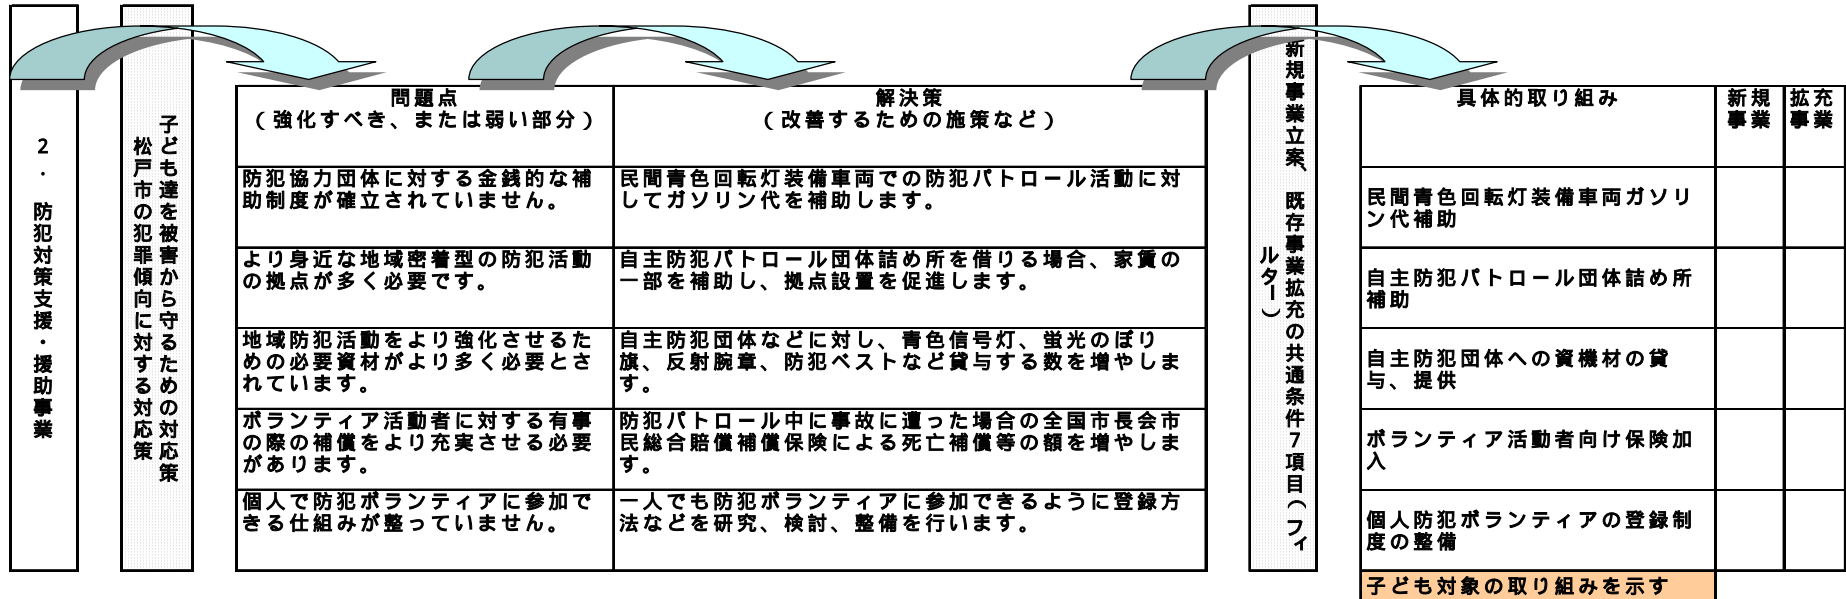 ２．防犯対策支援・援助事業
子ども達を被害から守るための対応策
松戸市の犯罪傾向に対する対応策
問題点
（強化すべき、または弱い部分）
解決策
（改善するための施策など）
防犯協力団体に対する金銭的な補
助制度が確立されていません。
民間青色回転灯装備車両での防犯パトロール活動に対
してガソリン代を補助します。
より身近な地域密着型の防犯活動
の拠点が多く必要です。
自主防犯パトロール団体詰め所を借りる場合、家賃の
一部を補助し、拠点設置を促進します。
地域防犯活動をより強化させるた
めの必要資材がより多く必要とさ
れています。
自主防犯団体などに対し、青色信号灯、蛍光のぼり
旗、反射腕章、防犯ベストなど貸与する数を増やしま
す。
ボランティア活動者に対する有事
の際の補償をより充実させる必要
があります。
防犯パトロール中に事故に遭った場合の全国市長会市
民総合賠償補償保険による死亡補償等の額を増やしま
す。
個人で防犯ボランティアに参加で
きる仕組みが整っていません。
一人でも防犯ボランティアに参加できるように登録方
法などを研究、検討、整備を行います。
新規事業立案、既存事業拡充の共通条件７項目（フィ
ルター）
具体的取り組み
新規
事業
拡充
事業
民間青色回転灯装備車両ガソリ
ン代補助
自主防犯パトロール団体詰め所
補助
自主防犯団体への資機材の貸
与、提供
ボランティア活動者向け保険加
入
個人防犯ボランティアの登録制
度の整備
子ども対象の取り組みを示す